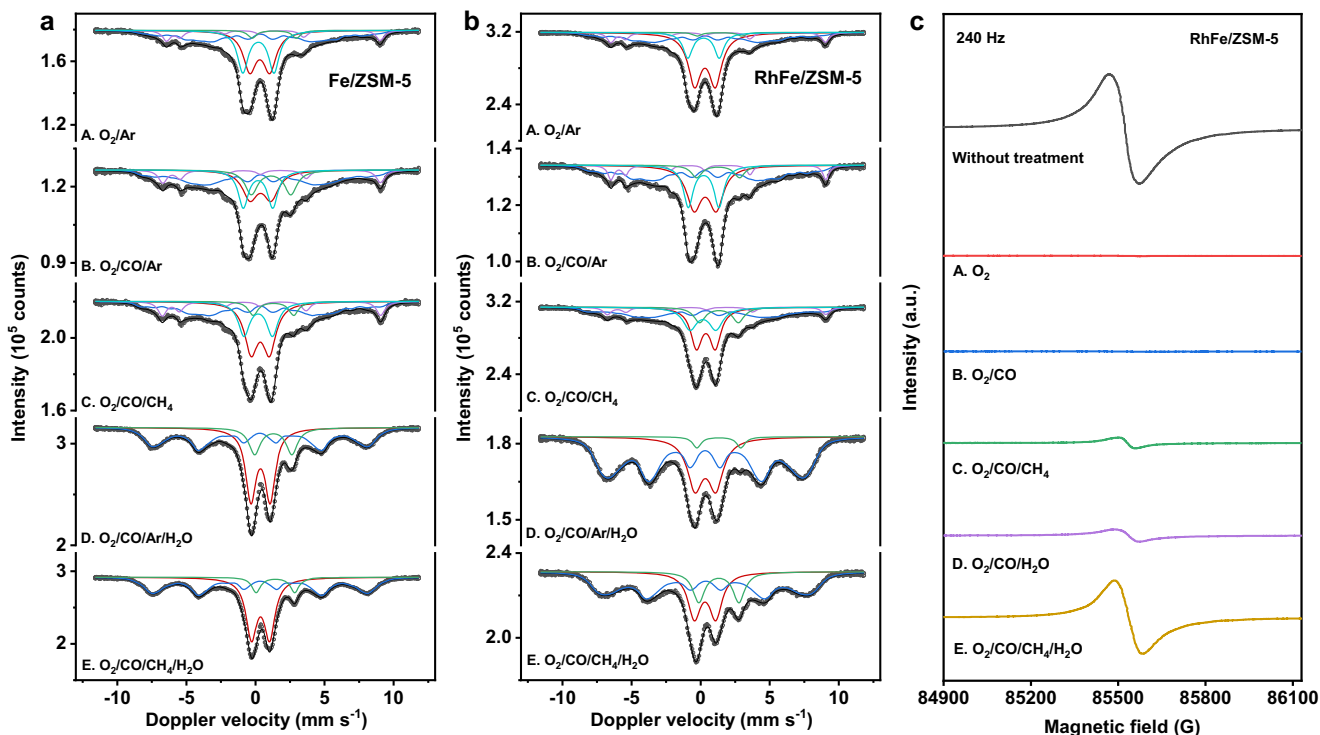 a
Fe/ZSM-5
1.8
1.6
1.2
A. O₂/Ar
1.2
0.9
B. O₂/CO/Ar
2.0
1.6
C. O₂/CO/CH₄
3
2
D. O₂/CO/Ar/H₂O
3
2
E. O₂/CO/CH₄/H₂O
-10 -5 0 5 10
Doppler velocity (mm s⁻¹)
Intensity (10⁵ counts)
b
RhFe/ZSM-5
3.2
2.4
A. O₂/Ar
1.4
1.2
1.0
B. O₂/CO/Ar
3.2
2.4
C. O₂/CO/CH₄
1.8
1.6
D. O₂/CO/Ar/H₂O
2.4
2.0
E. O₂/CO/CH₄/H₂O
-10 -5 0 5 10
Doppler velocity (mm s⁻¹)
Intensity (10⁵ counts)
c
240 Hz RhFe/ZSM-5
Without treatment
A. O₂
B. O₂/CO
C. O₂/CO/CH₄
D. O₂/CO/H₂O
E. O₂/CO/CH₄/H₂O
84900 85200 85500 85800 86100
Magnetic field (G)
Intensity (a.u.)